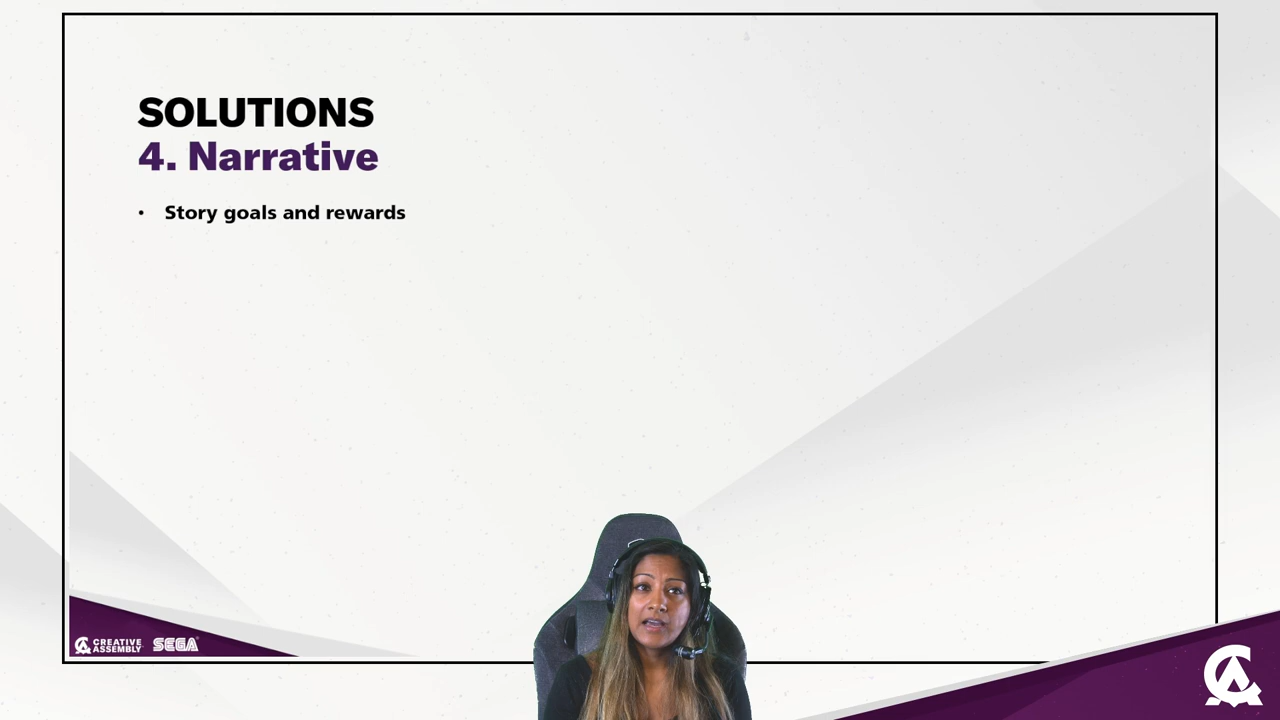 SOLUTIONS
4. Narrative
• Story goals and rewards
CREATIVE
ASSEMBLY
SEGA